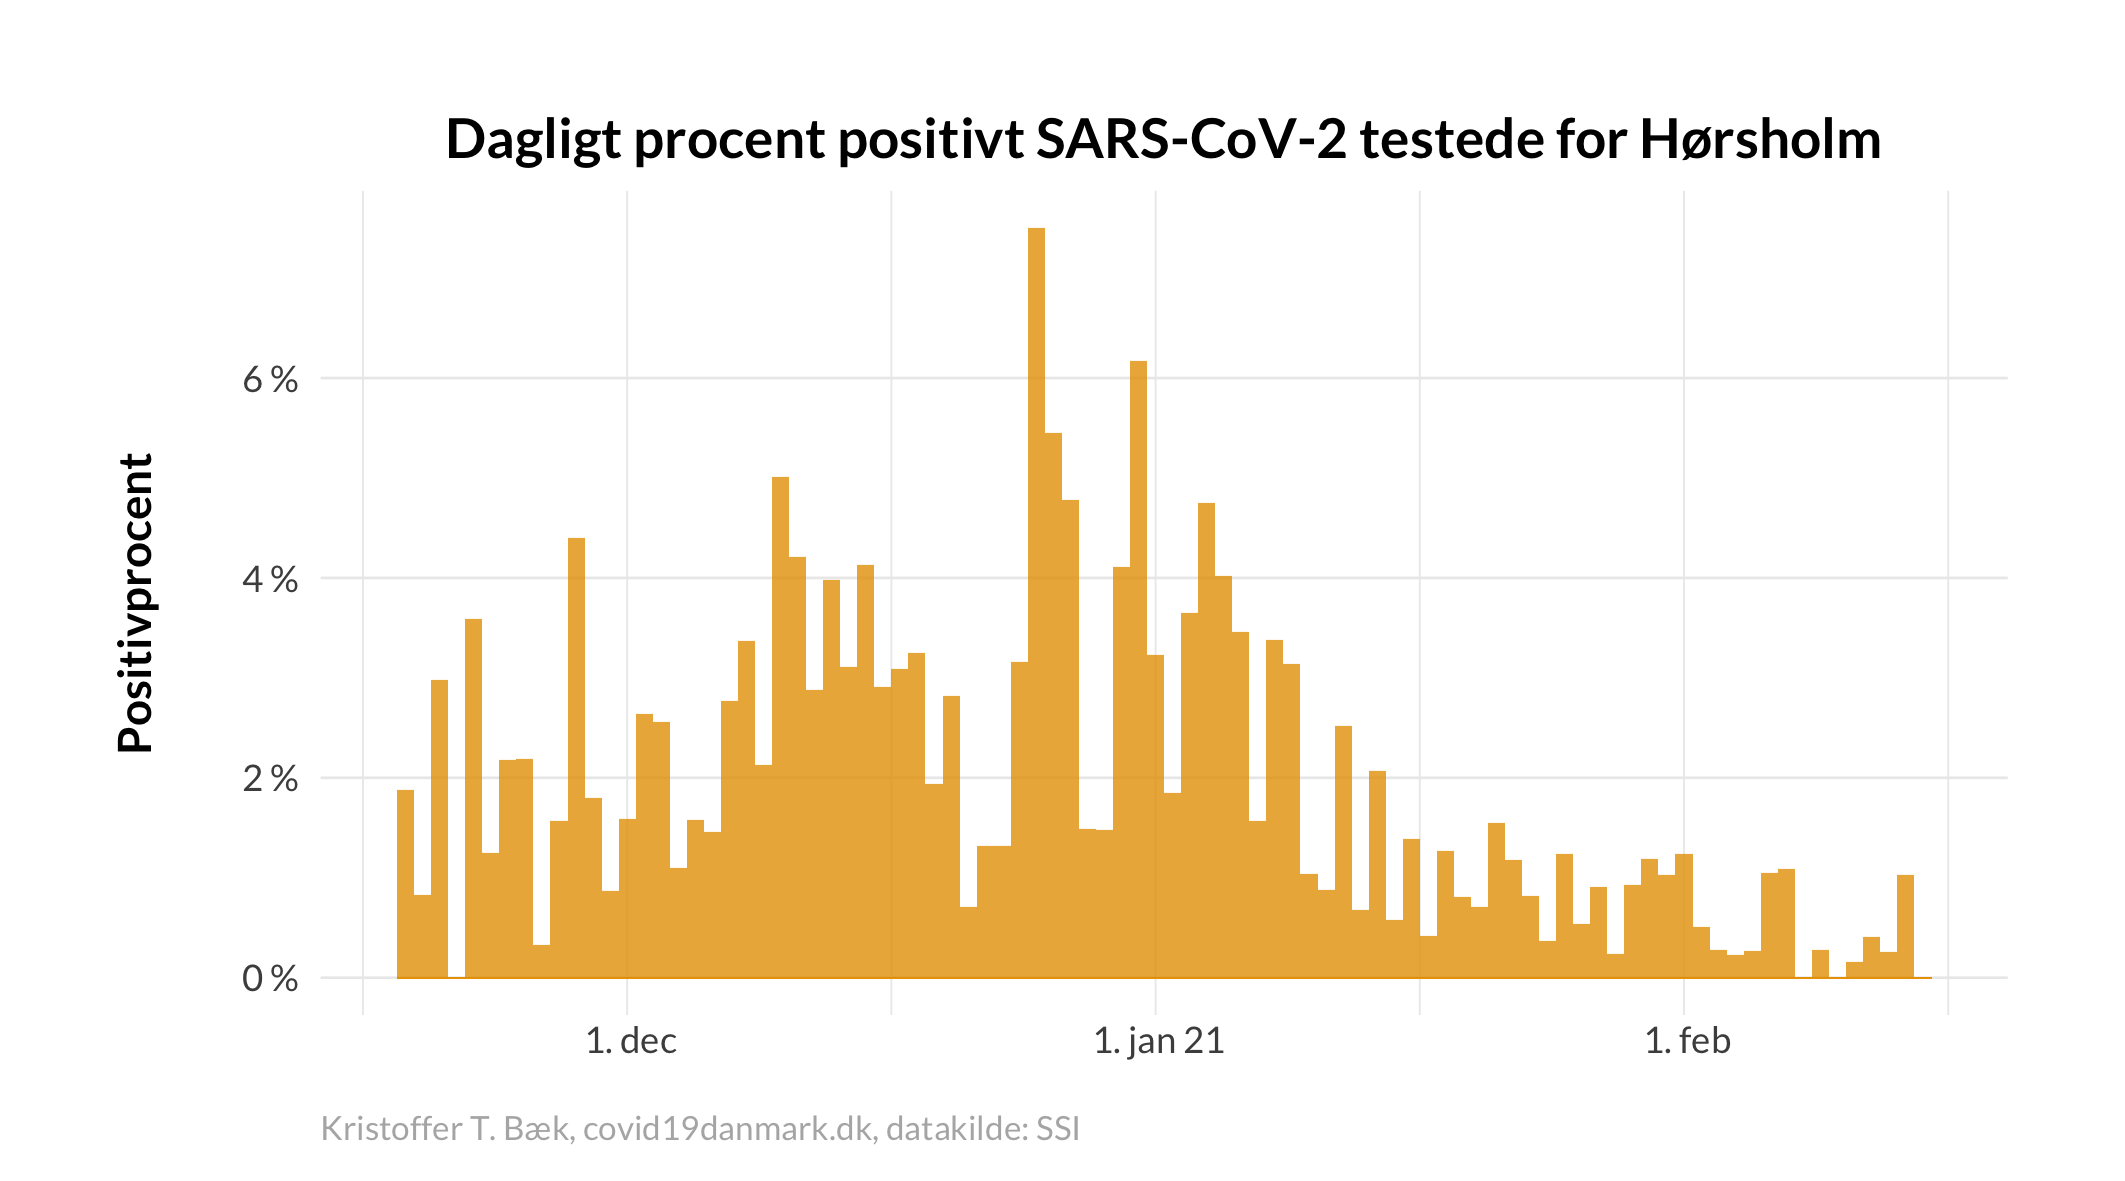 Dagligt procent positivt SARS-CoV-2 testede for Hørsholm
Positivprocent
6 %
4 %
2 %
0 %
1. dec
1. jan 21
1. feb
Kristoffer T. Bæk, covid19danmark.dk, datakilde: SSI